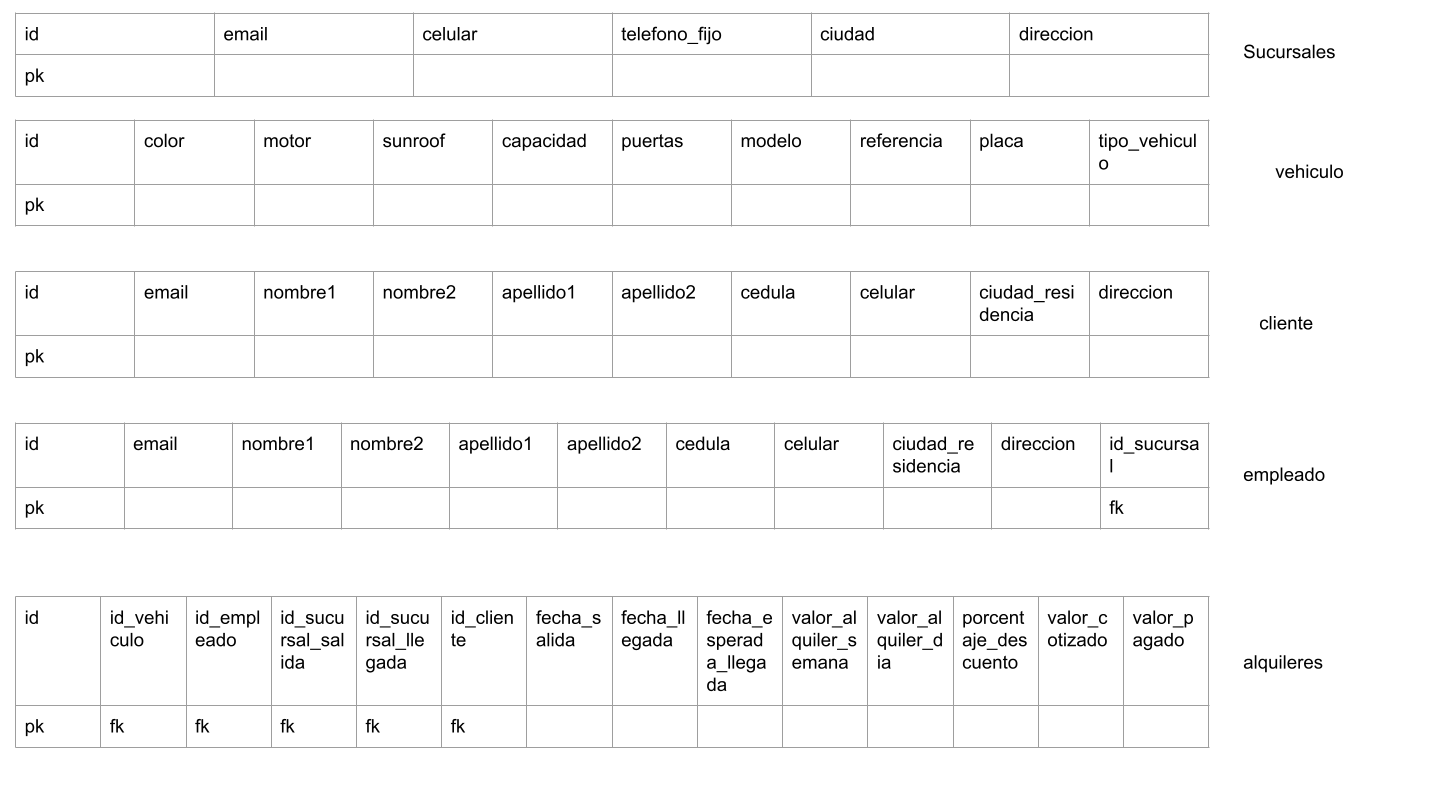 id email celular telefono_fijo ciudad direccion
Sucursales
pk
id color motor sunroof capacidad puertas modelo referencia placa tipo_vehicul
o
vehiculo
pk
id email nombre1 nombre2 apellido1 apellido2 cedula celular ciudad_resi direccion
dencia
cliente
pk
id email nombre1 nombre2 apellido1 apellido2 cedula celular ciudad_re direccion id_sucursa
sidencia l
empleado
pk fk
id id_vehi id_empl id_sucu id_sucu id_clien fecha_s fecha_ll fecha_e valor_al valor_al porcent valor_c valor_p
culo eado rsal_sal rsal_lle te alida egada sperad quiler_s quiler_d aje_des otizado agado
ida gada a_llega emana ia cuento
alquileres
da
pk fk fk fk fk fk